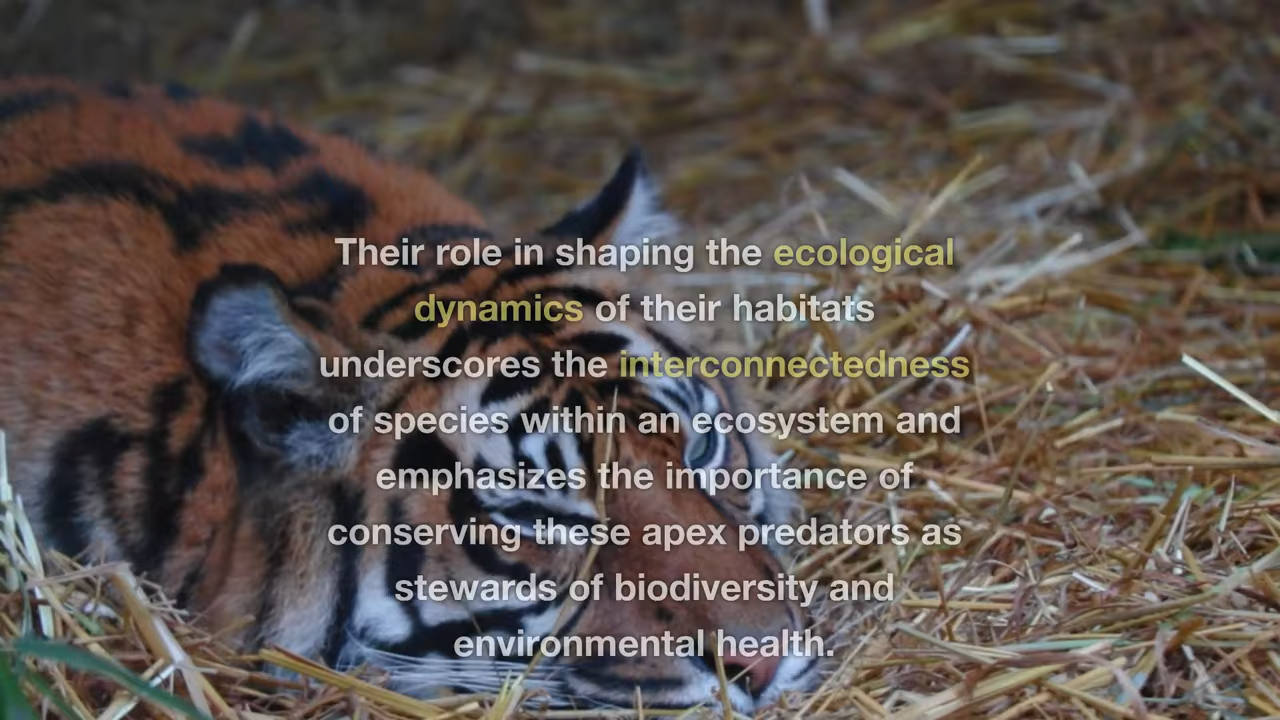 Their role in shaping the ecological
dynamics of their habitats
underscores the interconnectedness
of species within an ecosystem and
emphasizes the importance of
conserving these apex predators as
stewards of biodiversity and
environmental health.